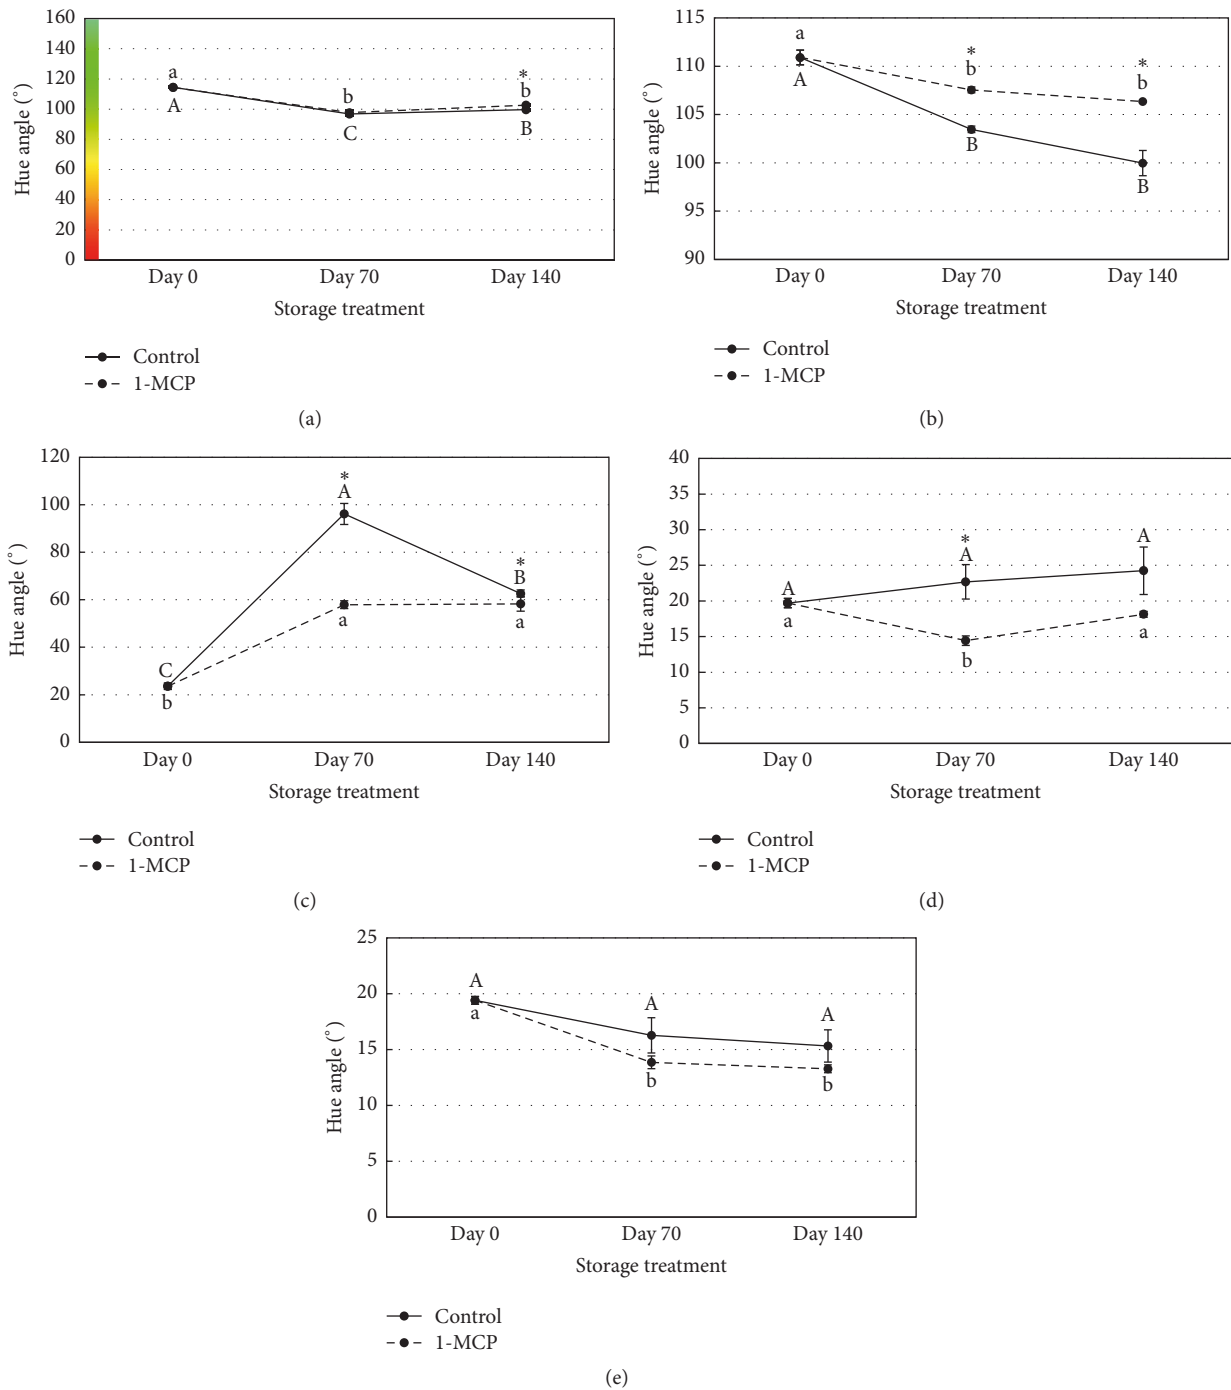 160
140
120
100
80
60
40
20
0
Hue angle (°)
a
A
b
C
*
b
B
Day 0 Day 70 Day 140
Storage treatment
Control
1-MCP
(a)
115
110
105
100
95
90
Hue angle (°)
a
A
*
b
B
*
b
B
Day 0 Day 70 Day 140
Storage treatment
Control
1-MCP
(b)
120
100
80
60
40
20
0
Hue angle (°)
C
b
*
A
a
*
B
a
Day 0 Day 70 Day 140
Storage treatment
Control
1-MCP
(c)
40
35
30
25
20
15
10
5
0
Hue angle (°)
A
a
*
A
b
A
a
Day 0 Day 70 Day 140
Storage treatment
Control
1-MCP
(d)
25
20
15
10
5
0
Hue angle (°)
A
a
A
b
A
b
Day 0 Day 70 Day 140
Storage treatment
Control
1-MCP
(e)